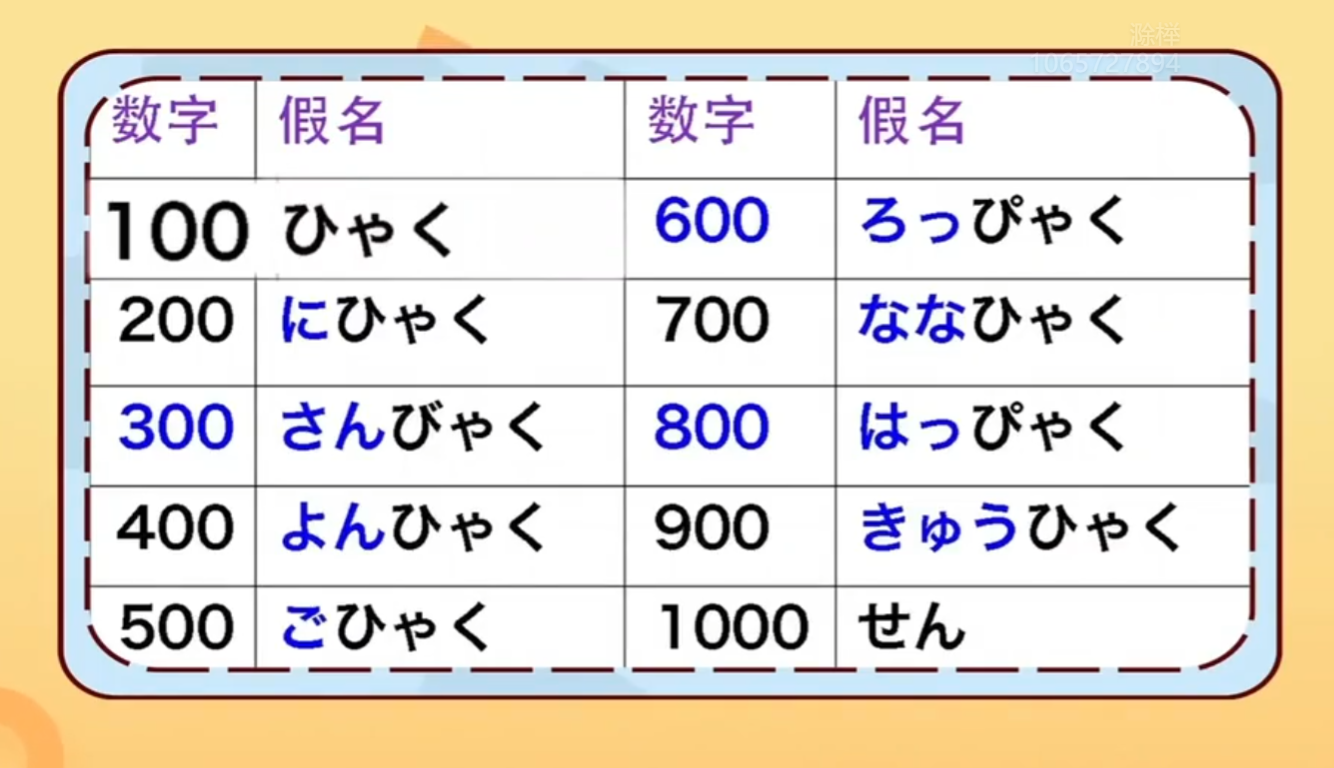 滁桦
1065727894
数字 假名 数字 假名
100 ひゃく 600 ろっぴゃく
200 にひゃく 700 ななひゃく
300 さんびゃく 800 はっぴゃく
400 よんひゃく 900 きゅうひゃく
500 ごひゃく 1000 せん